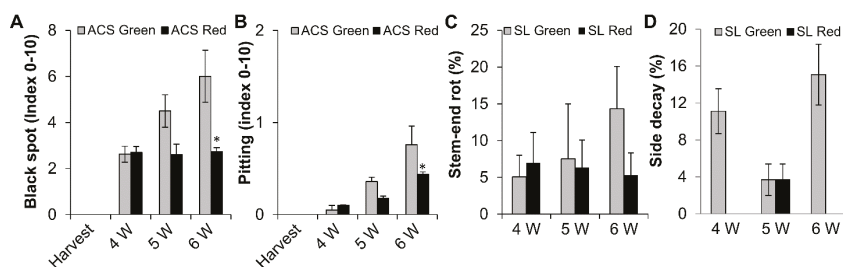 A
ACS Green ACS Red
Black spot (Index 0-10)
8
6
4
2
0
Harvest
4 W
5 W
6 W
*
B
ACS Green ACS Red
Pitting (index 0-10)
2
1
0
Harvest
4 W
5 W
6 W
*
C
SL Green SL Red
Stem-end rot (%)
25
20
15
10
5
0
4 W
5 W
6 W
D
SL Green SL Red
Side decay (%)
20
16
12
8
4
0
4 W
5 W
6 W